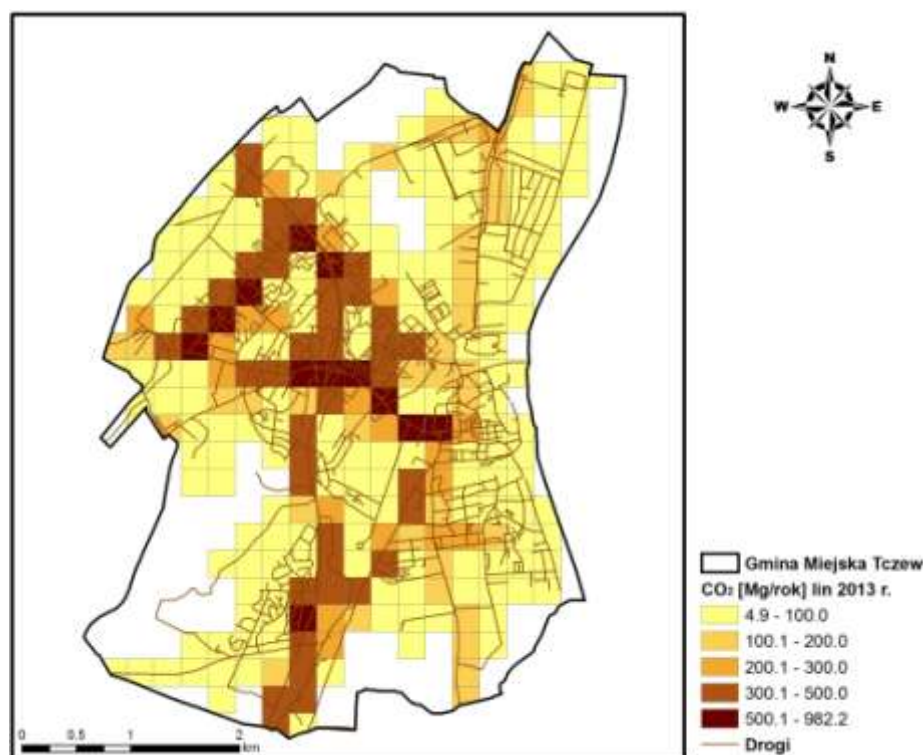 N
W E
S
Gmina Miejska Tczew
CO₂ [Mg/rok] lin 2013 r.
4.9 - 100.0
100.1 - 200.0
200.1 - 300.0
300.1 - 500.0
500.1 - 982.2
Drogi
0 0.5 1 2
km